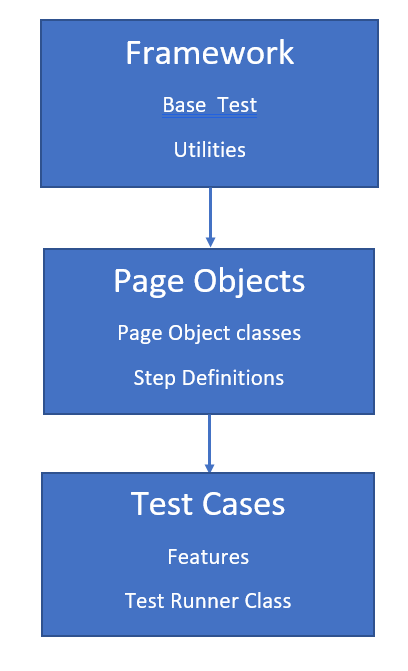 Framework
Base Test
Utilities
Page Objects
Page Object classes
Step Definitions
Test Cases
Features
Test Runner Class